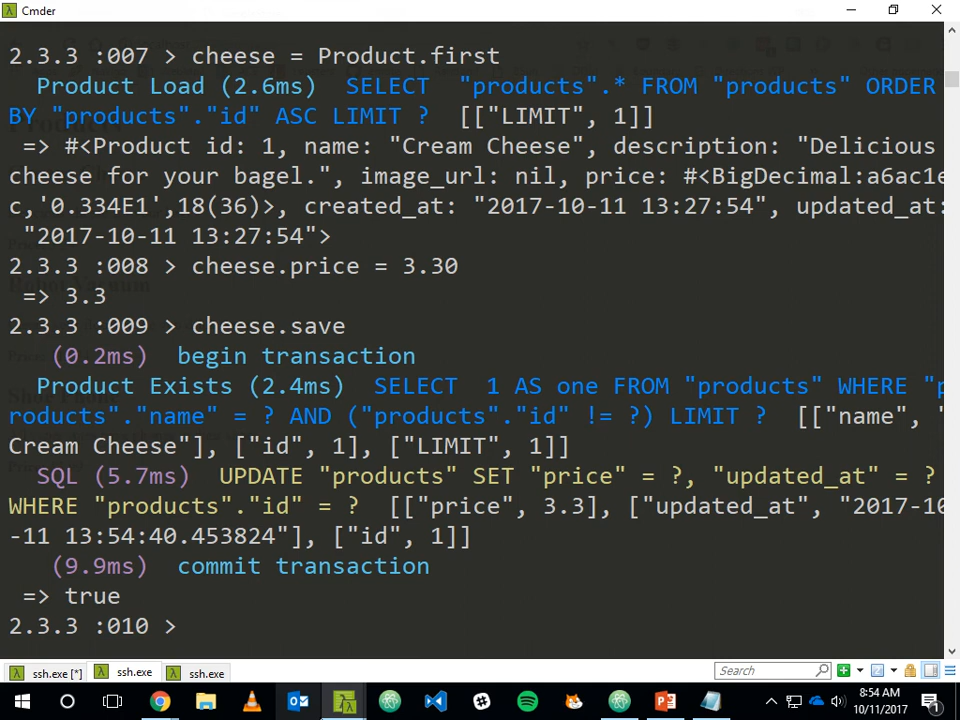 Cmder
2.3.3 :007 > cheese = Product.first
Product Load (2.6ms)  SELECT  "products".* FROM "products" ORDER
BY "products"."id" ASC LIMIT ?  [["LIMIT", 1]]
=> #<Product id: 1, name: "Cream Cheese", description: "Delicious
cheese for your bagel.", image_url: nil, price: #<BigDecimal:a6ac1e
c,'0.334E1',18(36)>, created_at: "2017-10-11 13:27:54", updated_at:
"2017-10-11 13:27:54">
2.3.3 :008 > cheese.price = 3.30
=> 3.3
2.3.3 :009 > cheese.save
(0.2ms)  begin transaction
Product Exists (2.4ms)  SELECT  1 AS one FROM "products" WHERE "p
roducts"."name" = ? AND ("products"."id" != ?) LIMIT ?  [["name", "
Cream Cheese"], ["id", 1], ["LIMIT", 1]]
SQL (5.7ms)  UPDATE "products" SET "price" = ?, "updated_at" = ?
WHERE "products"."id" = ?  [["price", 3.3], ["updated_at", "2017-10
-11 13:54:40.453824"], ["id", 1]]
(9.9ms)  commit transaction
=> true
2.3.3 :010 >
ssh.exe [*] ssh.exe ssh.exe Search
8:54 AM
10/11/2017